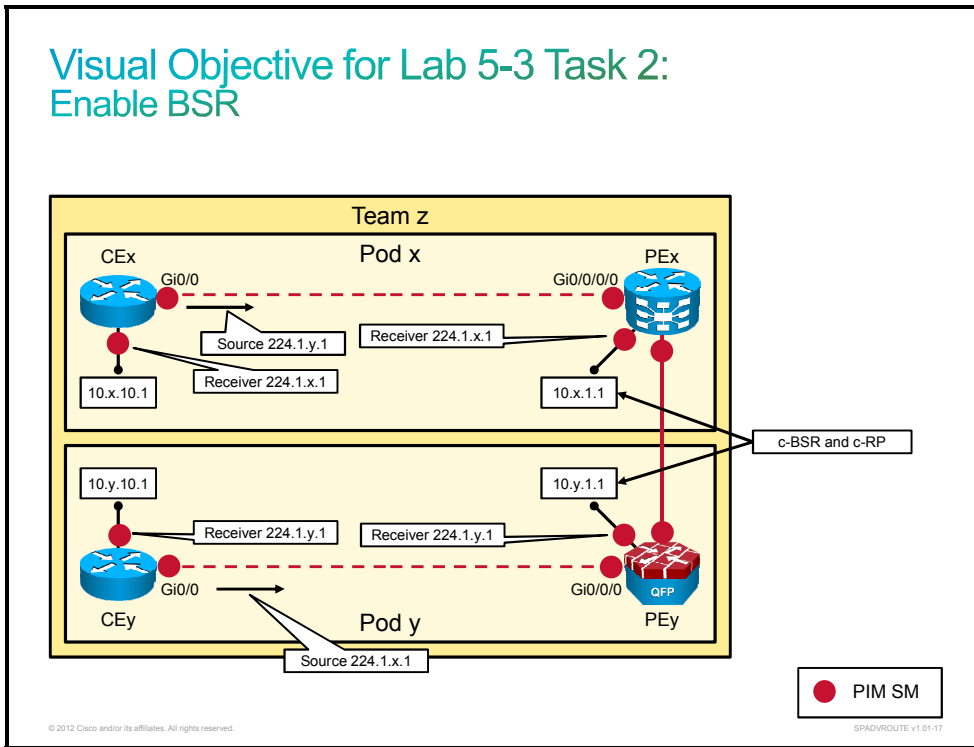 Visual Objective for Lab 5-3 Task 2:
Enable BSR
Team z
Pod x
CEx
PEx
Gi0/0
Gi0/0/0/0
Source 224.1.y.1
Receiver 224.1.x.1
Receiver 224.1.x.1
10.x.10.1
10.x.1.1
c-BSR and c-RP
10.y.10.1
10.y.1.1
Receiver 224.1.y.1
Receiver 224.1.y.1
Gi0/0
Gi0/0/0
QFP
CEy
Pod y
PEy
Source 224.1.x.1
PIM SM
© 2012 Cisco and/or its affiliates. All rights reserved.
SPADVROUTE v1.01-17